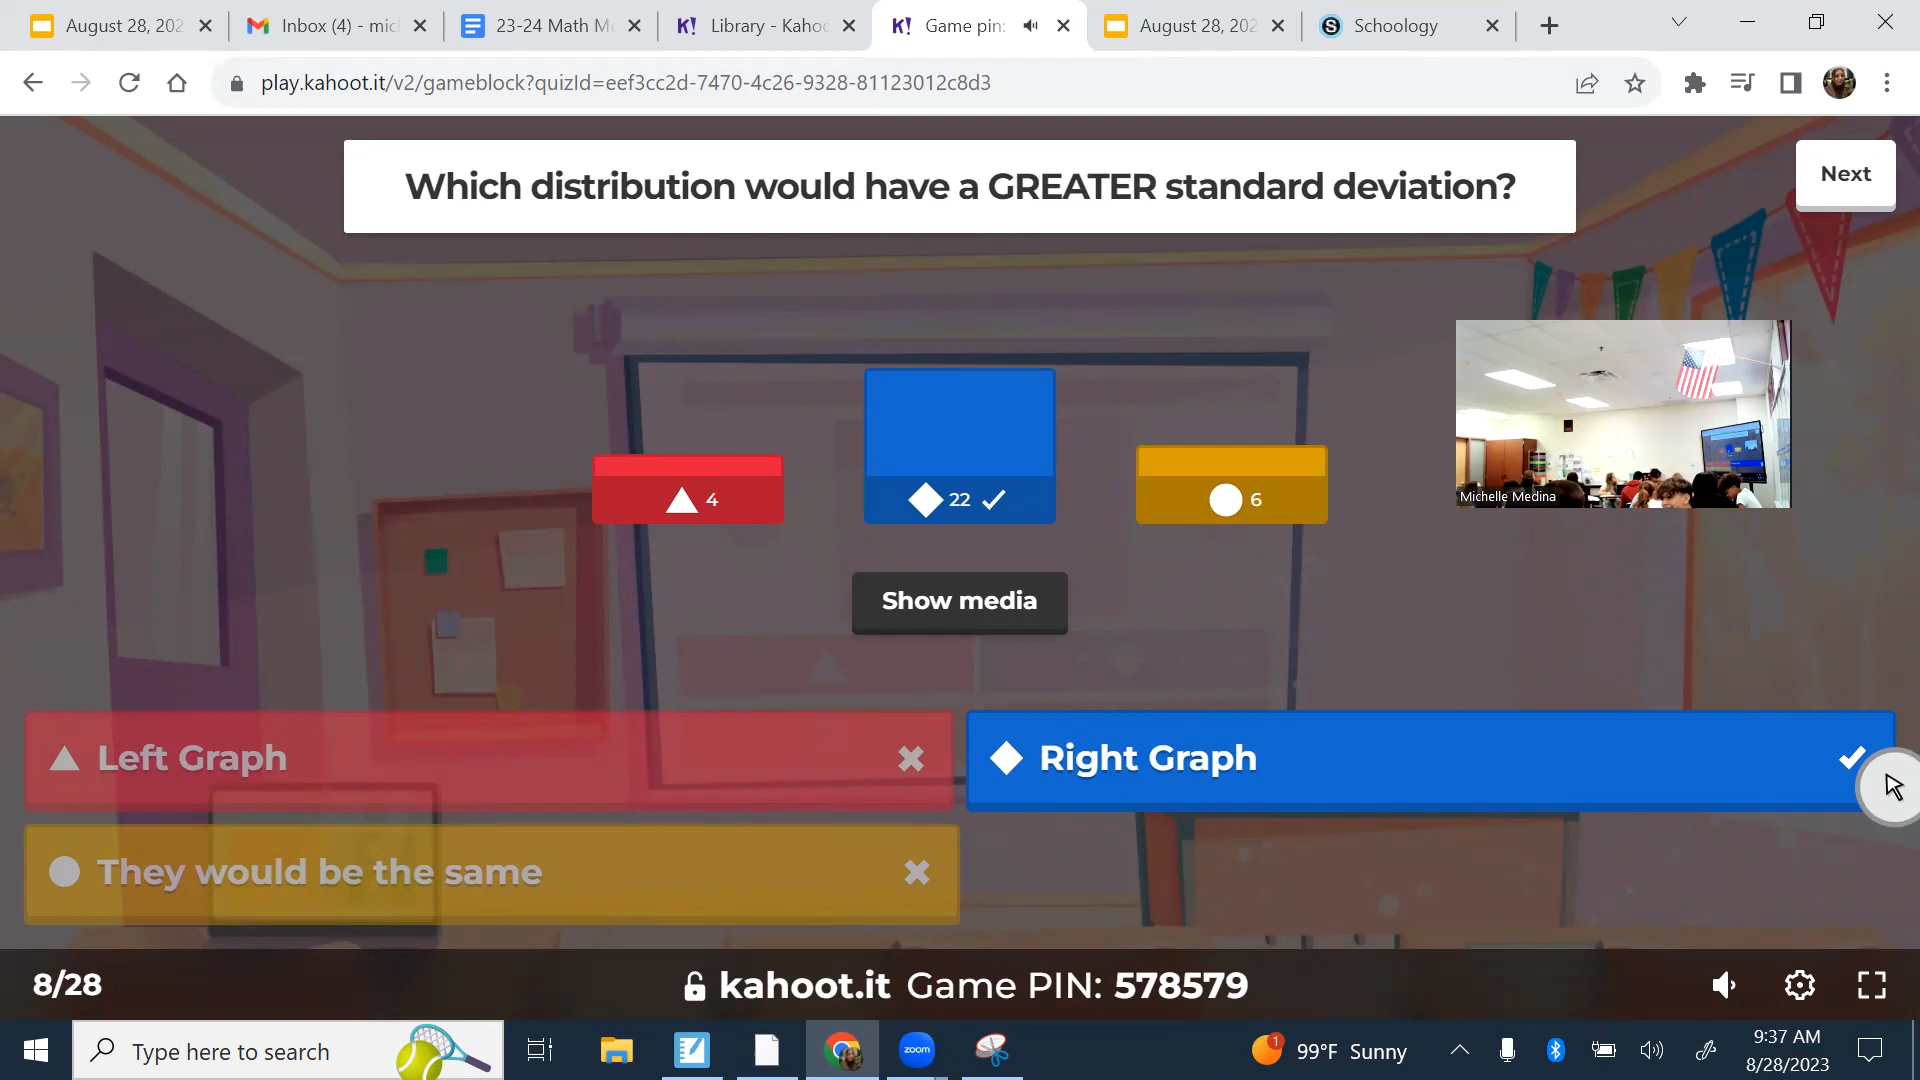 August 28, 202
Inbox (4) - mic
23-24 Math Me
Library - Kahoo
Game pin:
August 28, 202
Schoology
play.kahoot.it/v2/gameblock?quizId=eef3cc2d-7470-4c26-9328-81123012c8d3
Which distribution would have a GREATER standard deviation?
Next
4
22
6
Michelle Medina
Show media
Left Graph
Right Graph
They would be the same
8/28
kahoot.it Game PIN: 578579
Type here to search
zoom
1
99°F Sunny
9:37 AM
8/28/2023